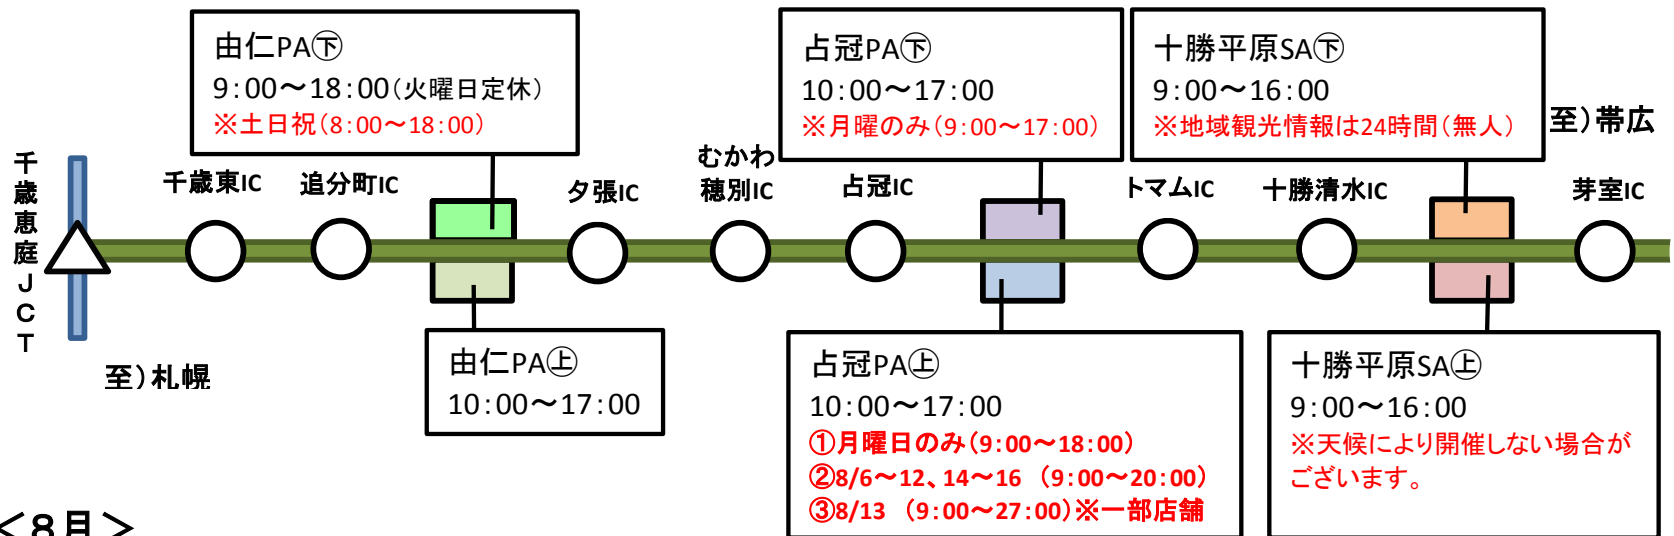 由仁PA㊦
9:00～18:00(火曜日定休)
※土日祝(8:00～18:00)
占冠PA㊦
10:00～17:00
※月曜のみ(9:00～17:00)
十勝平原SA㊦
9:00～16:00
※地域観光情報は24時間(無人)
至)帯広
千歳恵庭JCT
千歳東IC
追分町IC
夕張IC
むかわ
穂別IC
占冠IC
トマムIC
十勝清水IC
芽室IC
至)札幌
由仁PA㊤
10:00～17:00
占冠PA㊤
10:00～17:00
①月曜日のみ(9:00～18:00)
②8/6～12、14～16 (9:00～20:00)
③8/13 (9:00～27:00)※一部店舗
十勝平原SA㊤
9:00～16:00
※天候により開催しない場合が
ございます。
＜8月＞